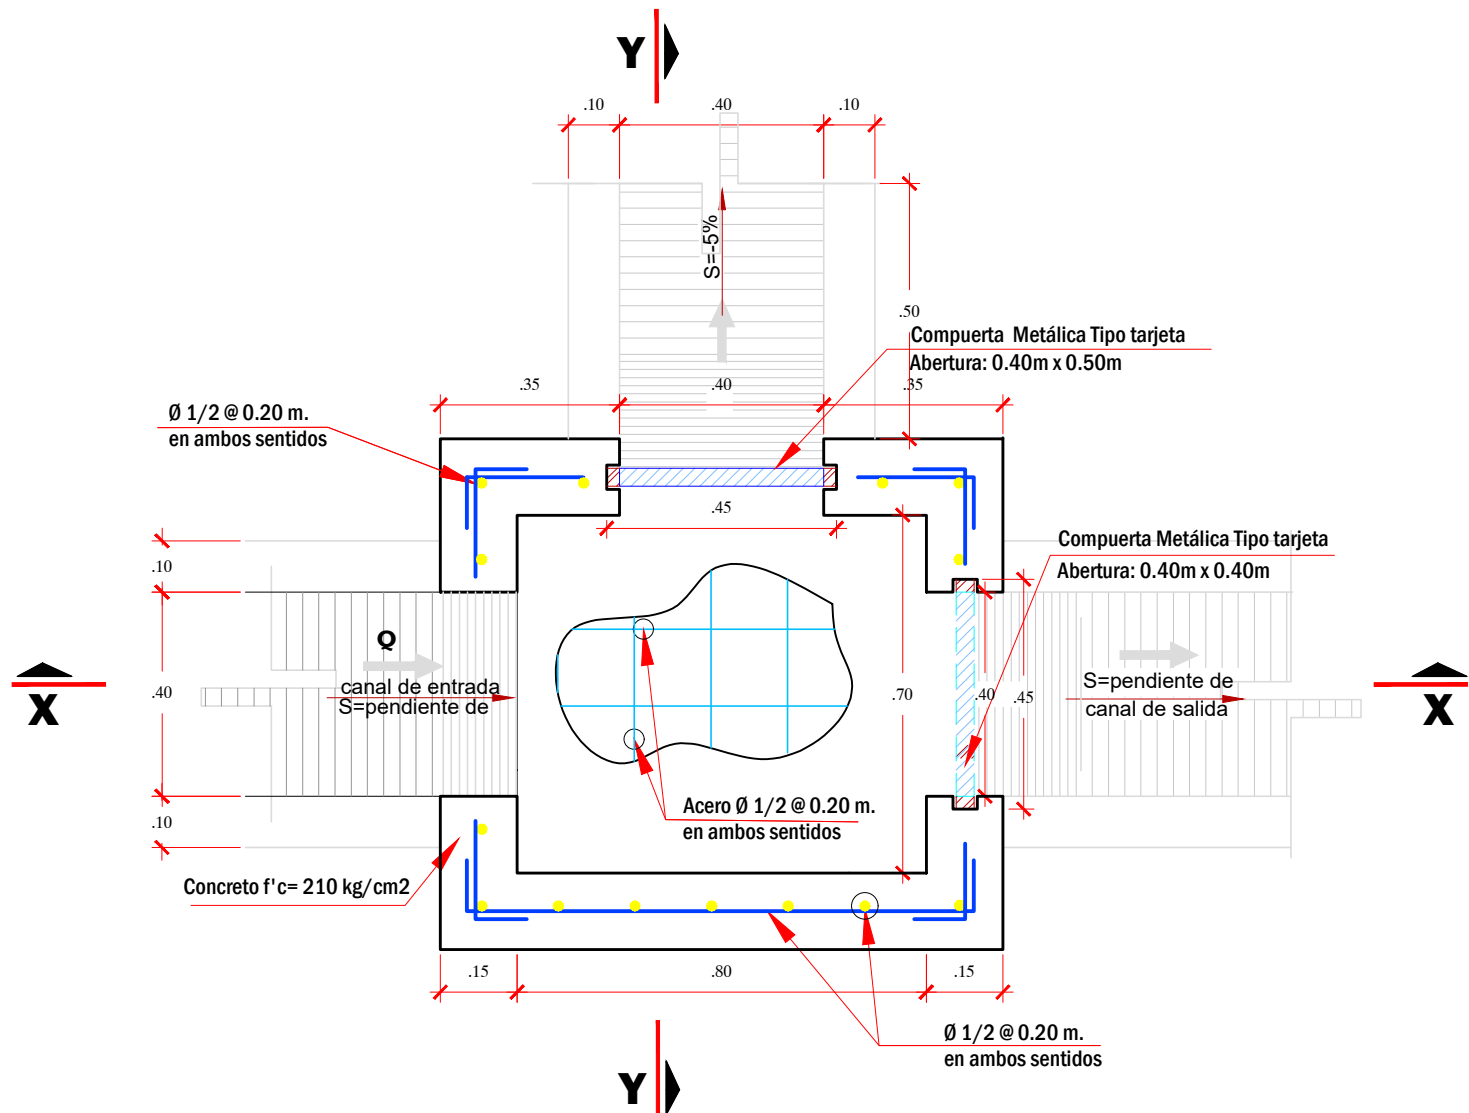 Y
.10
.40
.10
S=-5%
.50
Compuerta Metálica Tipo tarjeta
Abertura: 0.40m x 0.50m
.35
.40
.35
Ø 1/2 @ 0.20 m.
en ambos sentidos
.45
Compuerta Metálica Tipo tarjeta
Abertura: 0.40m x 0.40m
.10
.40
.10
Q
canal de entrada
S=pendiente de
X
.70
.40
.45
S=pendiente de
canal de salida
X
Acero Ø 1/2 @ 0.20 m.
en ambos sentidos
Concreto f'c= 210 kg/cm2
.15
.80
.15
Ø 1/2 @ 0.20 m.
en ambos sentidos
Y